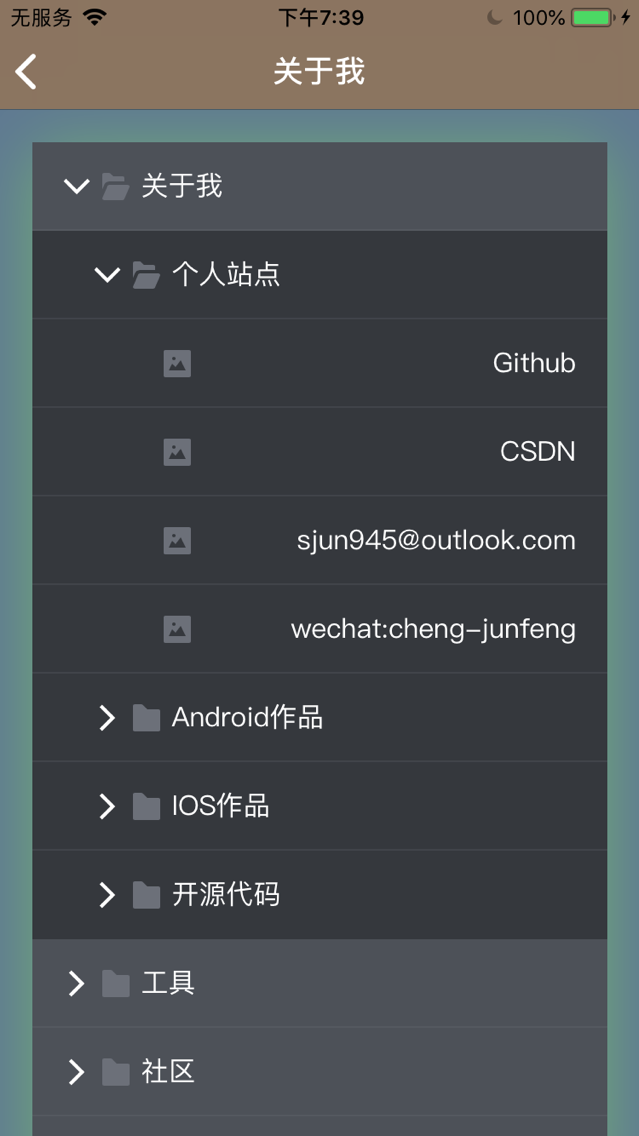 无服务 下午7:39 100%
关于我
关于我
个人站点
Github
CSDN
sjun945@outlook.com
wechat:cheng-junfeng
Android作品
IOS作品
开源代码
工具
社区